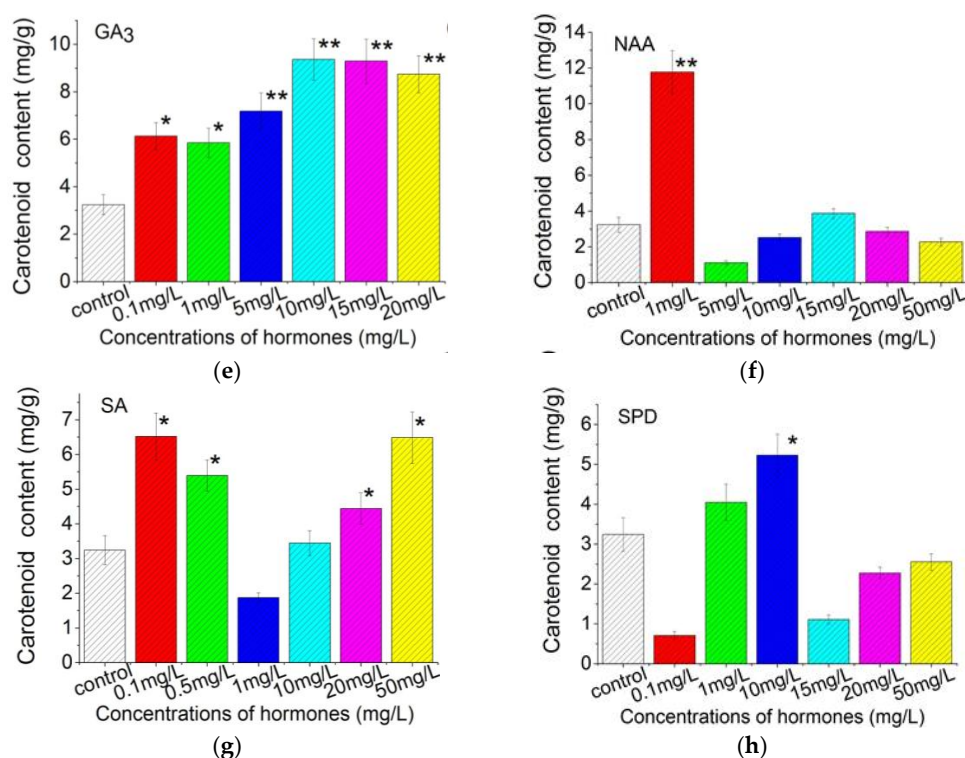 GA3
Carotenoid content (mg/g)
10
8
6
4
2
0
*
*
**
**
**
**
control
0.1mg/L
1mg/L
5mg/L
10mg/L
15mg/L
20mg/L
Concentrations of hormones (mg/L)
(e)
NAA
Carotenoid content (mg/g)
14
12
10
8
6
4
2
0
**
control
1mg/L
5mg/L
10mg/L
15mg/L
20mg/L
50mg/L
Concentrations of hormones (mg/L)
(f)
SA
Carotenoid content (mg/g)
7
6
5
4
3
2
1
0
*
*
*
*
control
0.1mg/L
0.5mg/L
1mg/L
10mg/L
20mg/L
50mg/L
Concentrations of hormones (mg/L)
(g)
SPD
Carotenoid content (mg/g)
6
5
4
3
2
1
0
*
control
0.1mg/L
1mg/L
10mg/L
15mg/L
20mg/L
50mg/L
Concentrations of hormones (mg/L)
(h)